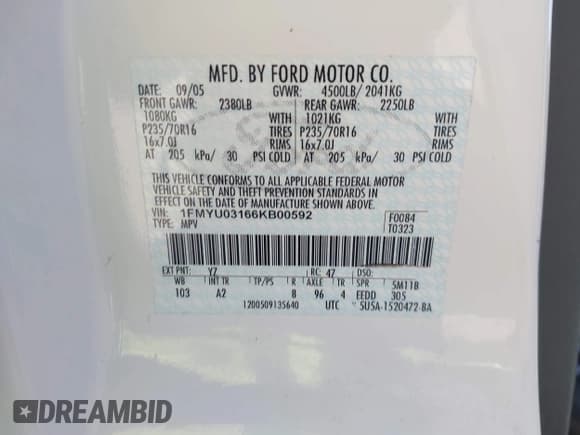 MFD. BY FORD MOTOR CO.
DATE: 09/05 GVWR: 4500LB/ 2041KG
FRONT GAWR: 2380LB REAR GAWR: 2250LB
1080KG WITH 1021KG WITH
P235/70R16 TIRES P235/70R16 TIRES
16x7.0J RIMS 16x7.0J RIMS
AT 205 kPa/ 30 PSI COLD AT 205 kPa/ 30 PSI COLD
THIS VEHICLE CONFORMS TO ALL APPLICABLE FEDERAL MOTOR
VEHICLE SAFETY AND THEFT PREVENTION STANDARDS IN
EFFECT ON THE DATE OF MANUFACTURE SHOWN ABOVE.
VIN: 1FMYU03166KB00592 F0084
TYPE: MPV T0323
EXT PNT: YZ RC: 47 DSO:
WB INT TR TP/PS R AXLE TR SPR 5M11B
103 A2 8 96 4 EEDD 305
1200509135640 UTC 5USA-1520472-BA
DREAMBID